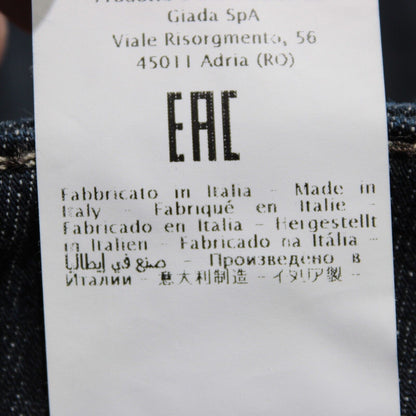 Giada SpA
Viale Risorgmento, 56
45011 Adria (RO)
EAC
Fabbricato in Italia - Made in
Italy - Fabriqué en Italie -
Fabricado en Italia - Hergestellt
in Italien - Fabricado na Itália -
صنع في إيطاليا - Произведено в
Италии - 意大利制造 - イタリア製 -